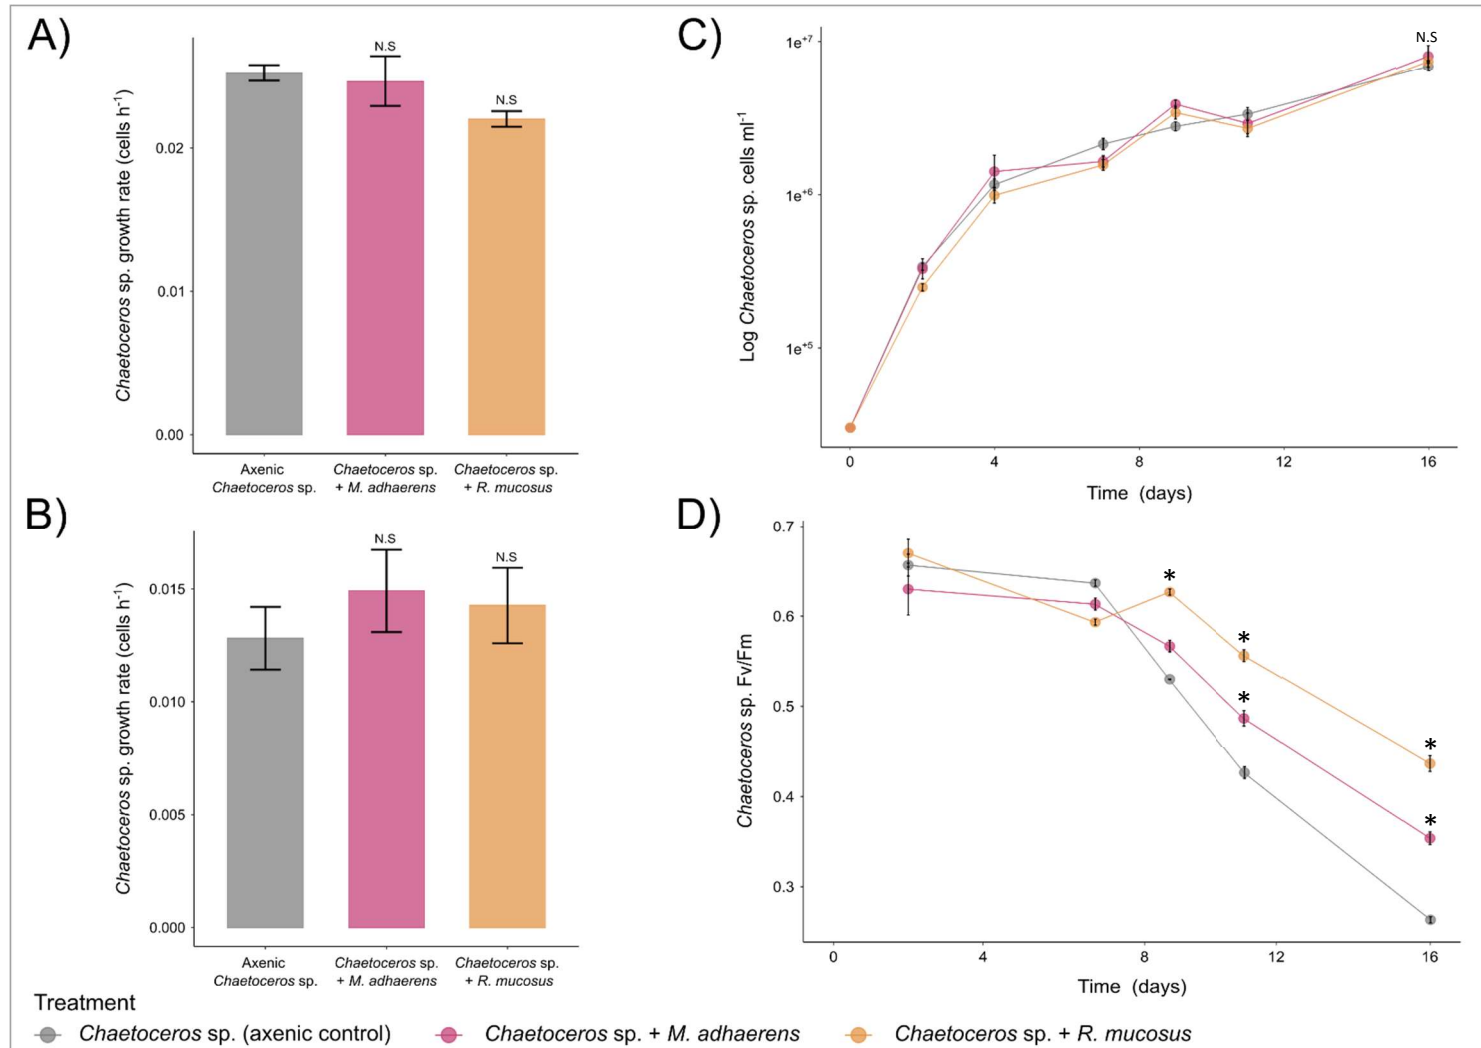 A)
Chaetoceros sp. growth rate (cells h⁻¹)
0.02
0.01
0.00
N.S
N.S
Axenic
Chaetoceros sp.
Chaetoceros sp.
+ M. adhaerens
Chaetoceros sp.
+ R. mucosus
B)
Chaetoceros sp. growth rate (cells h⁻¹)
0.015
0.010
0.005
0.000
N.S
N.S
Axenic
Chaetoceros sp.
Chaetoceros sp.
+ M. adhaerens
Chaetoceros sp.
+ R. mucosus
C)
Log Chaetoceros sp. cells ml⁻¹
1e⁺7
1e⁺6
1e⁺5
N.S
0 4 8 12 16
Time (days)
D)
Chaetoceros sp. Fv/Fm
0.7
0.6
0.5
0.4
0.3
*
*
*
*
*
0 4 8 12 16
Time (days)
Treatment
Chaetoceros sp. (axenic control) Chaetoceros sp. + M. adhaerens Chaetoceros sp. + R. mucosus